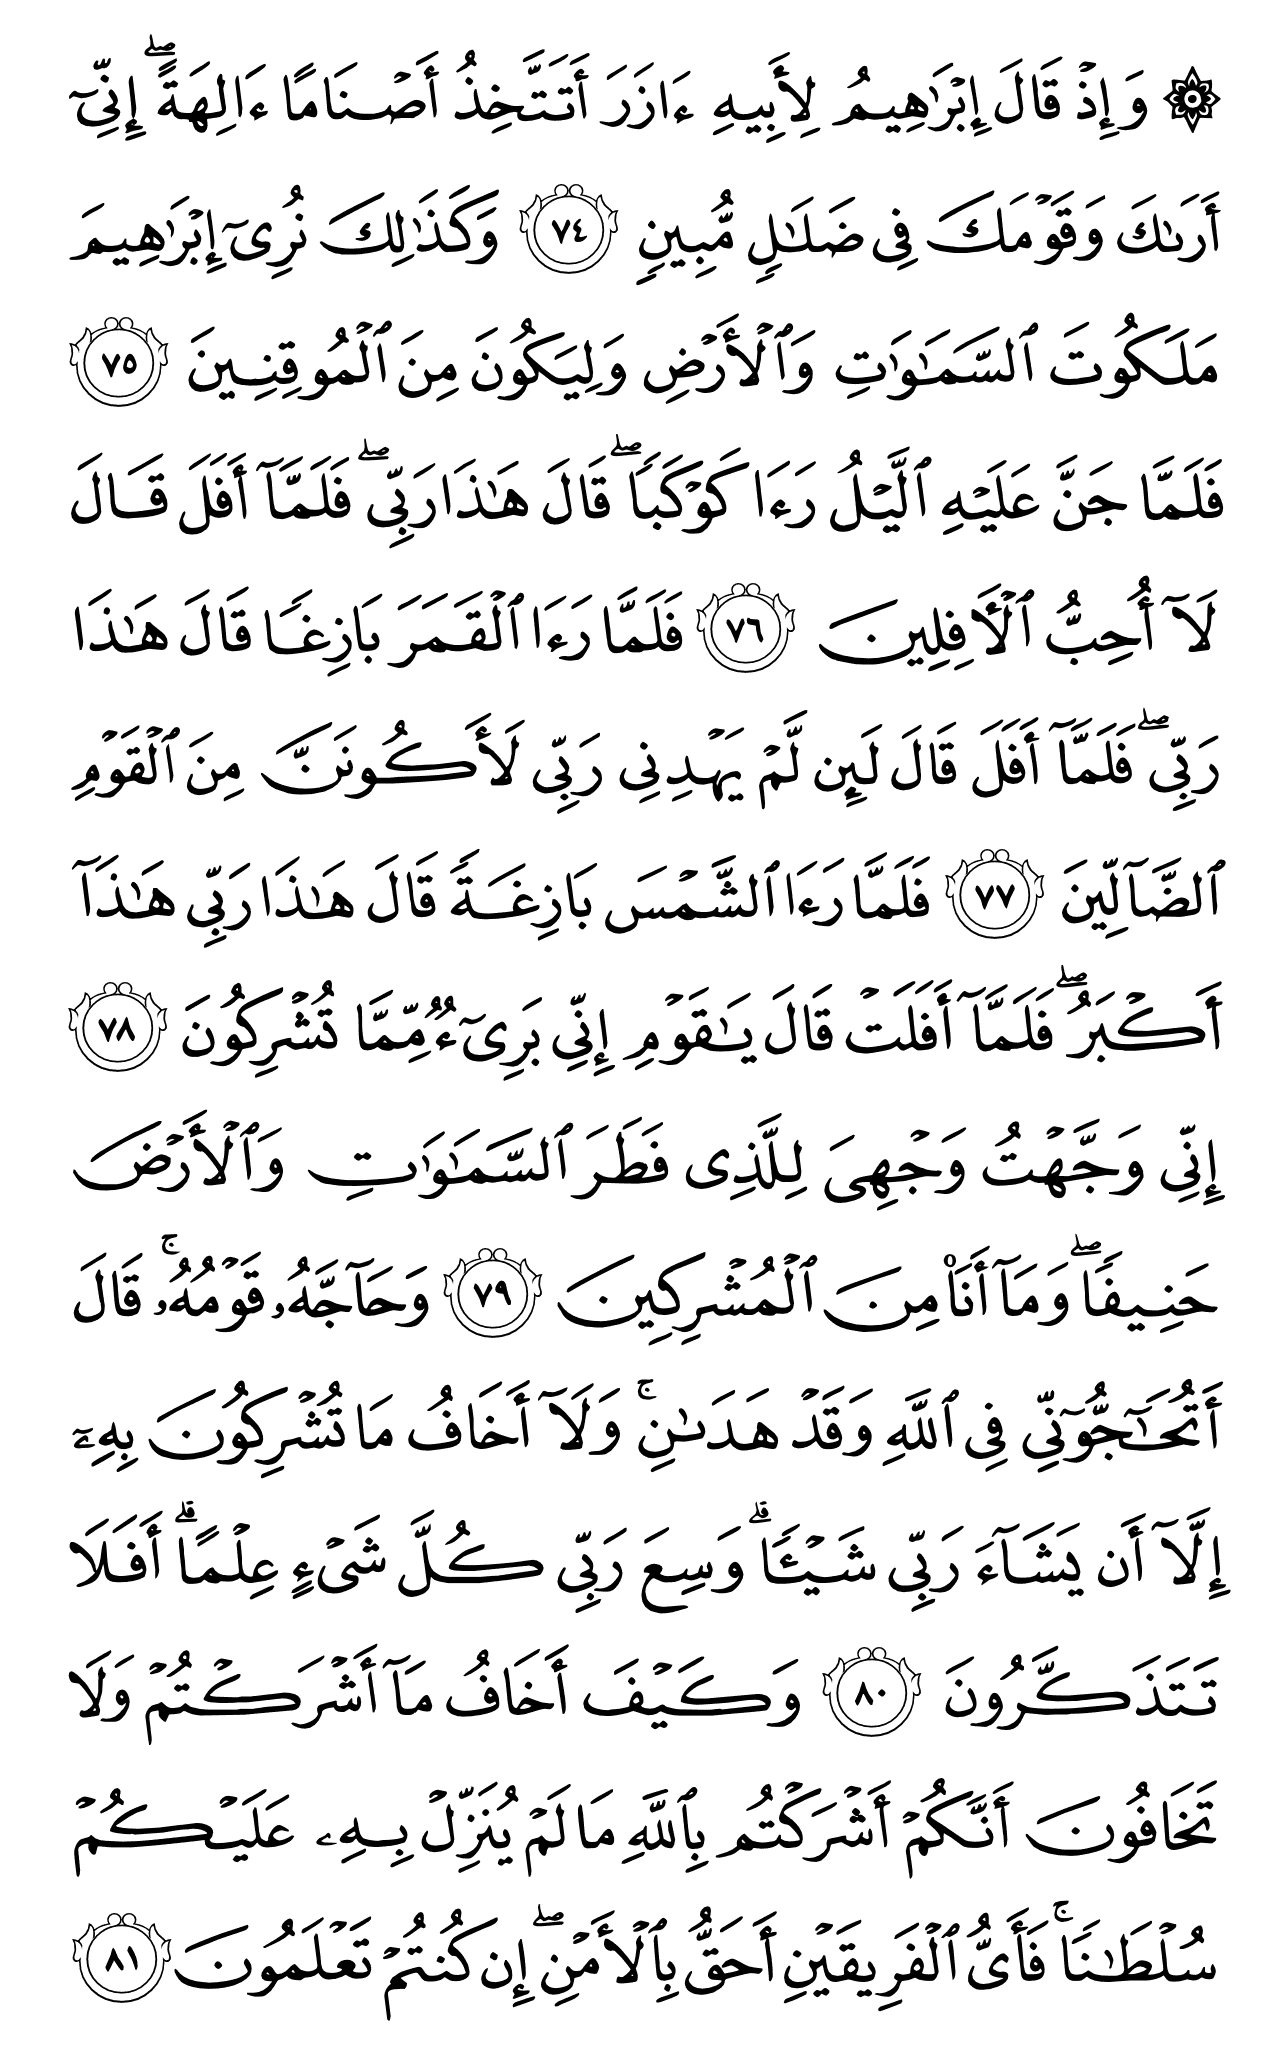 ۞ وَإِذۡ قَالَ إِبۡرَٰهِيمُ لِأَبِيهِ ءَازَرَ أَتَتَّخِذُ أَصۡنَامًا ءَالِهَةً ۖ إِنِّىٓ
أَرَىٰكَ وَقَوۡمَكَ فِى ضَلَـٰلٍ مُّبِينٍ ٧٤ وَكَذَٰلِكَ نُرِىٓ إِبۡرَٰهِيمَ
مَلَكُوتَ ٱلسَّمَـٰوَٰتِ وَٱلۡأَرۡضِ وَلِيَكُونَ مِنَ ٱلۡمُوقِنِينَ ٧٥
فَلَمَّا جَنَّ عَلَيۡهِ ٱلَّيۡلُ رَءَا كَوۡكَبًا ۖ قَالَ هَـٰذَا رَبِّى ۖ فَلَمَّآ أَفَلَ قَالَ
لَآ أُحِبُّ ٱلۡأَفِلِينَ ٧٦ فَلَمَّا رَءَا ٱلۡقَمَرَ بَازِغًا قَالَ هَـٰذَا
رَبِّى ۖ فَلَمَّآ أَفَلَ قَالَ لَئِن لَّمۡ يَهۡدِنِى رَبِّى لَأَكُونَنَّ مِنَ ٱلۡقَوۡمِ
ٱلضَّآلِّينَ ٧٧ فَلَمَّا رَءَا ٱلشَّمۡسَ بَازِغَةً قَالَ هَـٰذَا رَبِّى هَـٰذَآ
أَكۡبَرُ ۖ فَلَمَّآ أَفَلَتۡ قَالَ يَـٰقَوۡمِ إِنِّى بَرِىٓءٌ مِّمَّا تُشۡرِكُونَ ٧٨
إِنِّى وَجَّهۡتُ وَجۡهِىَ لِلَّذِى فَطَرَ ٱلسَّمَـٰوَٰتِ وَٱلۡأَرۡضَ
حَنِيفًا ۖ وَمَآ أَنَا۠ مِنَ ٱلۡمُشۡرِكِينَ ٧٩ وَحَآجَّهُۥ قَوۡمُهُۥ ۚ قَالَ
أَتُحَـٰٓجُّوٓنِّى فِى ٱللَّهِ وَقَدۡ هَدَىٰنِ ۚ وَلَآ أَخَافُ مَا تُشۡرِكُونَ بِهِۦٓ
إِلَّآ أَن يَشَآءَ رَبِّى شَيۡـًٔا ۗ وَسِعَ رَبِّى كُلَّ شَىۡءٍ عِلۡمًا ۗ أَفَلَا
تَتَذَكَّرُونَ ٨٠ وَكَيۡفَ أَخَافُ مَآ أَشۡرَكۡتُمۡ وَلَا
تَخَافُونَ أَنَّكُمۡ أَشۡرَكۡتُم بِٱللَّهِ مَا لَمۡ يُنَزِّلۡ بِهِۦ عَلَيۡكُمۡ
سُلۡطَـٰنًا ۚ فَأَىُّ ٱلۡفَرِيقَيۡنِ أَحَقُّ بِٱلۡأَمۡنِ ۖ إِن كُنتُمۡ تَعۡلَمُونَ ٨١